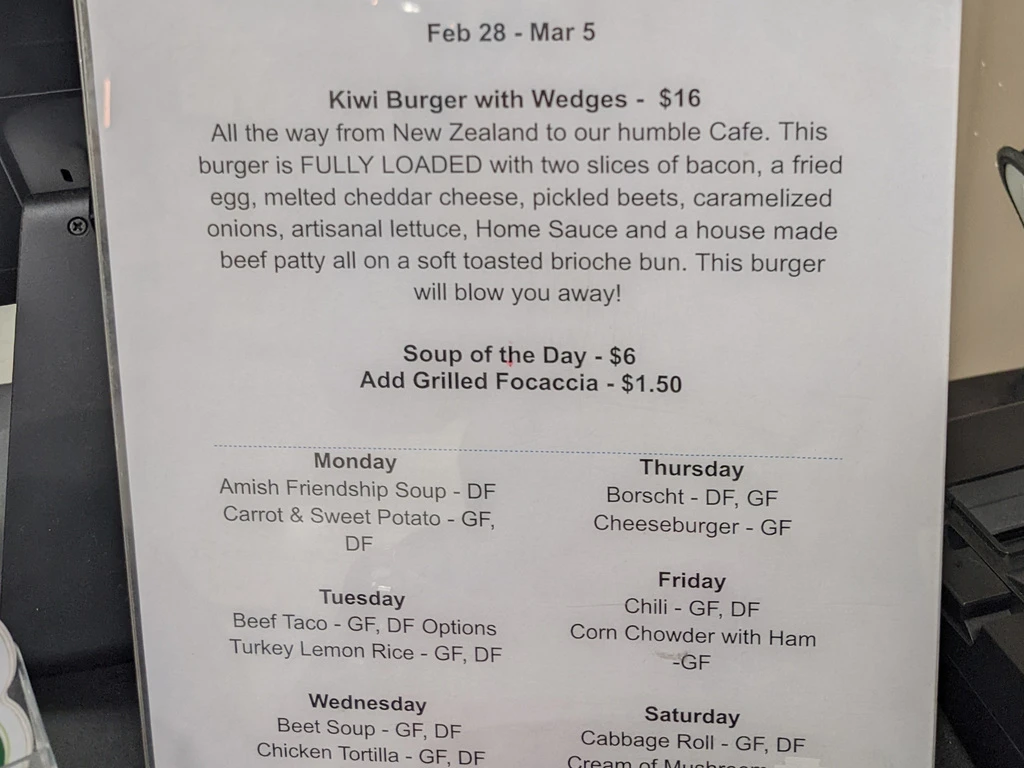 Feb 28 - Mar 5
Kiwi Burger with Wedges - $16
All the way from New Zealand to our humble Cafe. This
burger is FULLY LOADED with two slices of bacon, a fried
egg, melted cheddar cheese, pickled beets, caramelized
onions, artisanal lettuce, Home Sauce and a house made
beef patty all on a soft toasted brioche bun. This burger
will blow you away!
Soup of the Day - $6
Add Grilled Focaccia - $1.50
Monday
Amish Friendship Soup - DF
Carrot & Sweet Potato - GF,
DF
Tuesday
Beef Taco - GF, DF Options
Turkey Lemon Rice - GF, DF
Wednesday
Beet Soup - GF, DF
Chicken Tortilla - GF, DF
Thursday
Borscht - DF, GF
Cheeseburger - GF
Friday
Chili - GF, DF
Corn Chowder with Ham
-GF
Saturday
Cabbage Roll - GF, DF
Cream of Mushroom